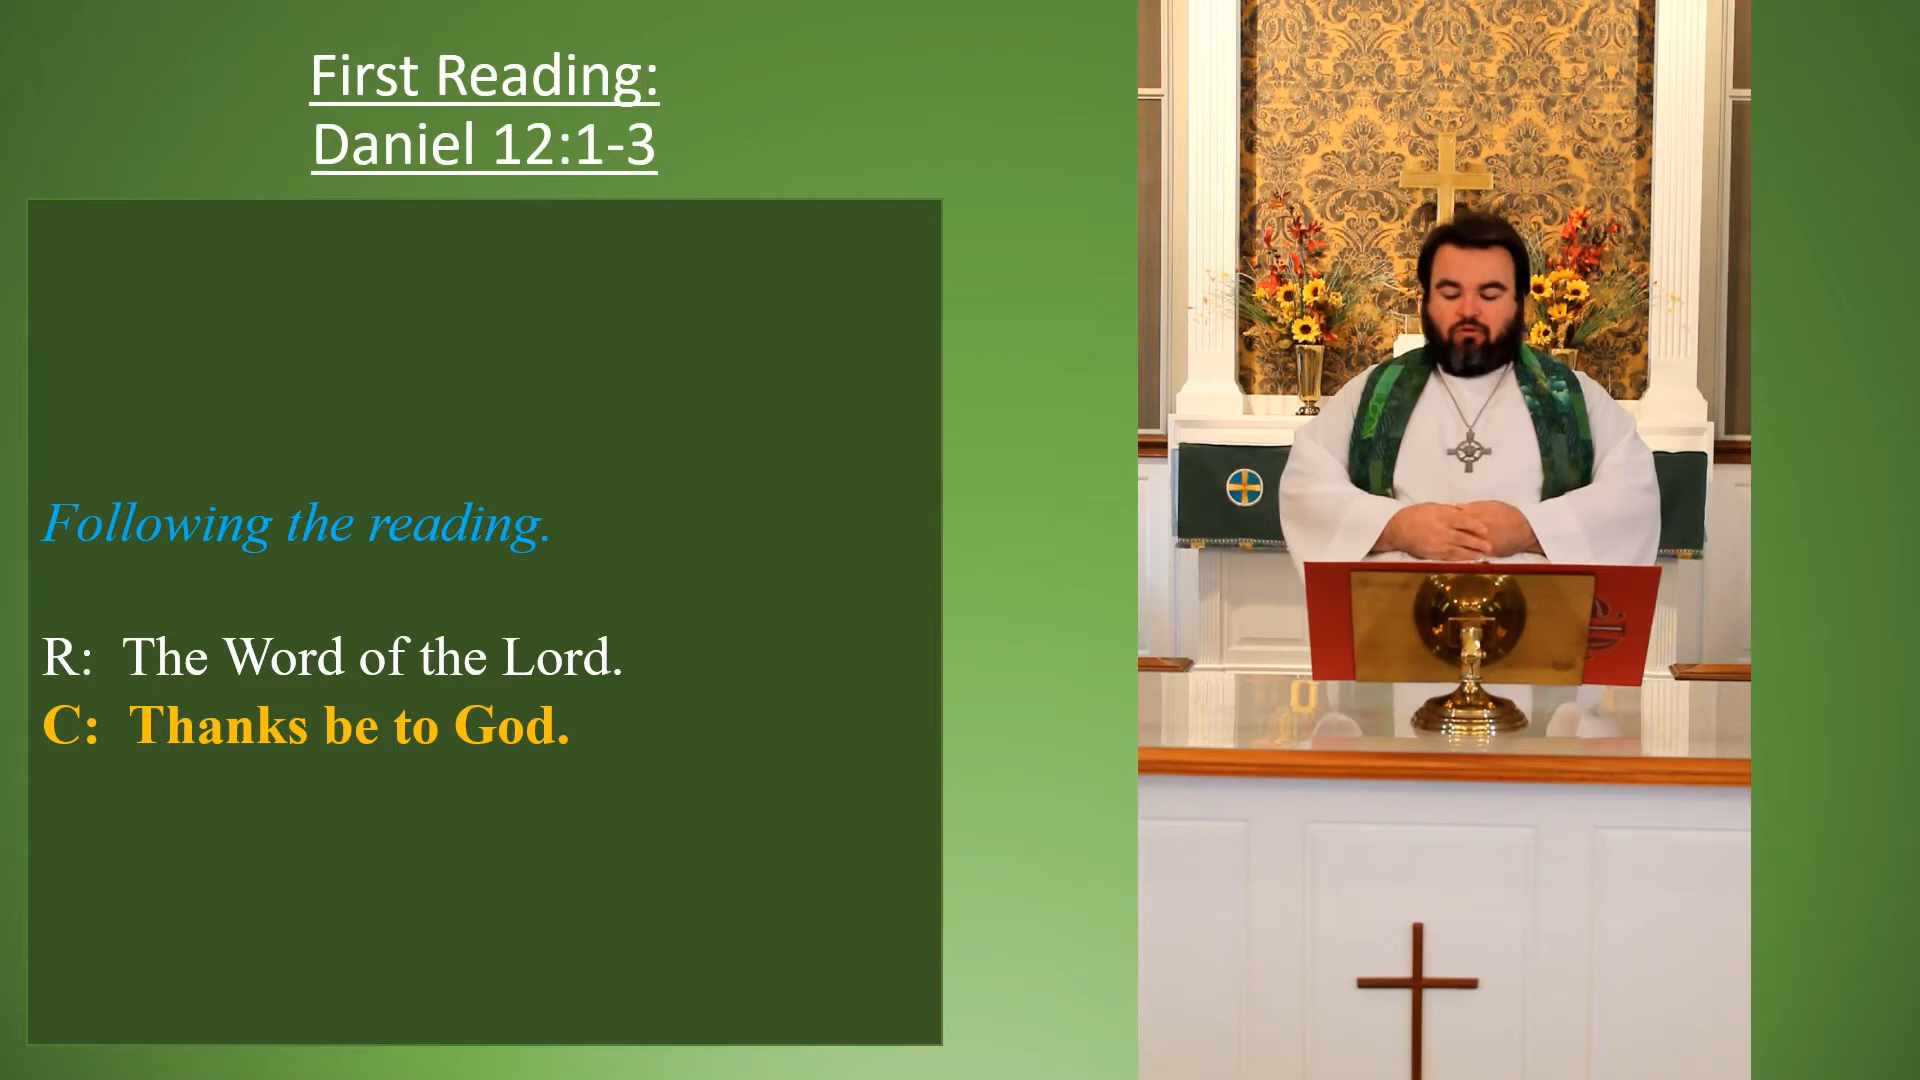 First Reading:
Daniel 12:1-3
Following the reading.
R: The Word of the Lord.
C: Thanks be to God.